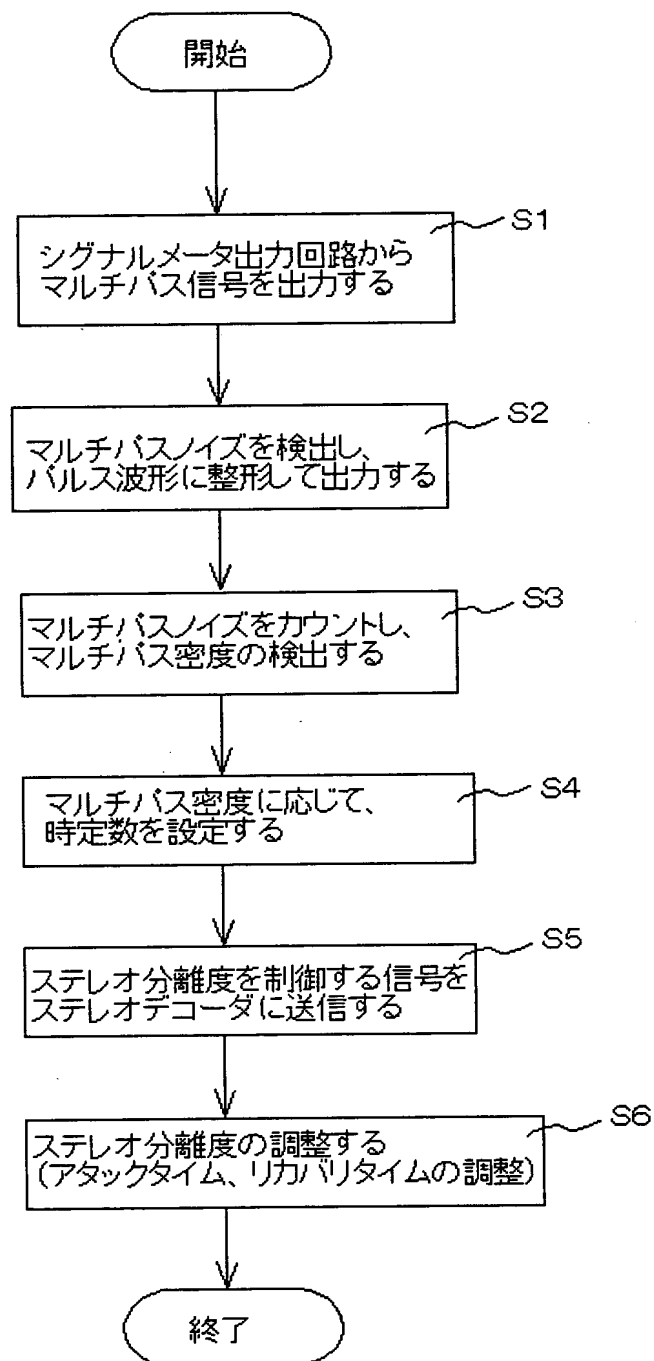 開始
S1
シグナルメータ出力回路から
マルチパス信号を出力する
S2
マルチパスノイズを検出し、
パルス波形に整形して出力する
S3
マルチパスノイズをカウントし、
マルチパス密度の検出する
S4
マルチパス密度に応じて、
時定数を設定する
S5
ステレオ分離度を制御する信号を
ステレオデコーダに送信する
S6
ステレオ分離度の調整する
(アタックタイム、リカバリタイムの調整)
終了